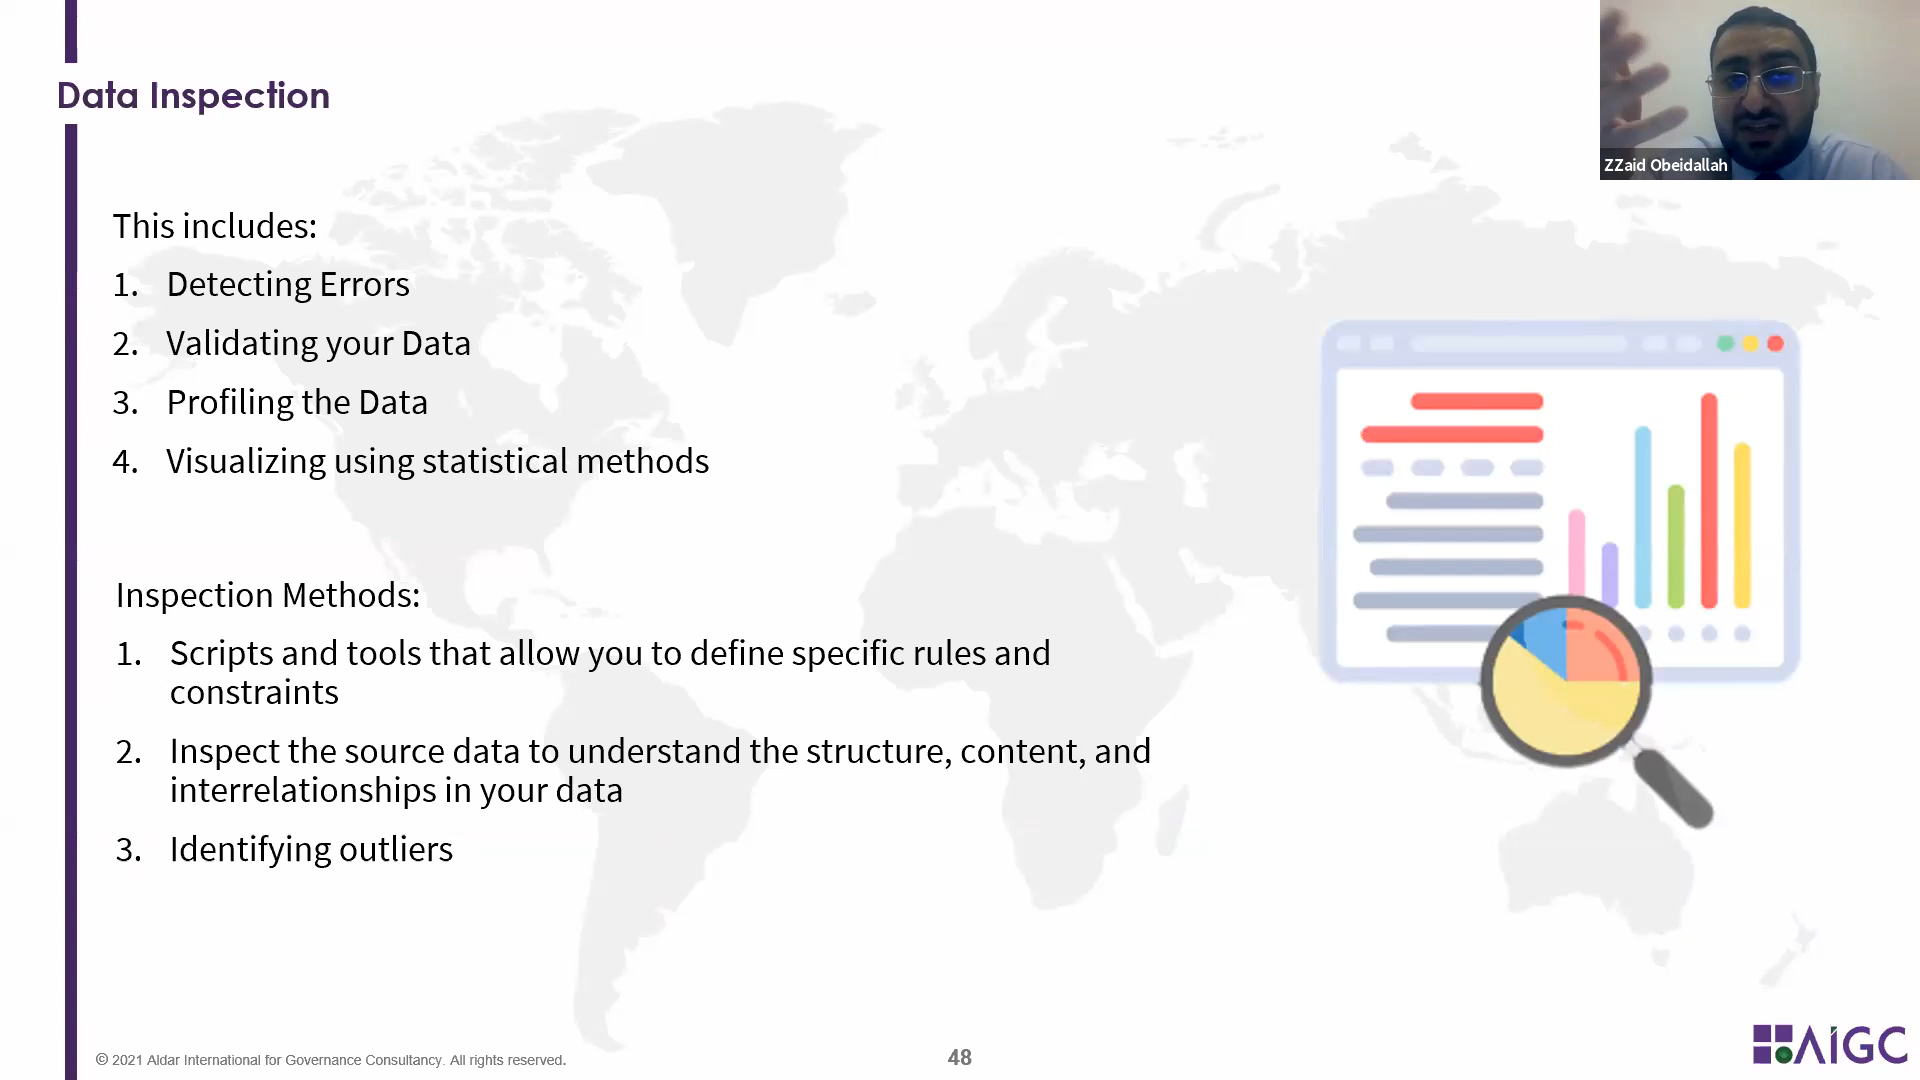 Data Inspection
ZZaid Obeidallah
This includes:
1. Detecting Errors
2. Validating your Data
3. Profiling the Data
4. Visualizing using statistical methods
Inspection Methods:
1. Scripts and tools that allow you to define specific rules and
constraints
2. Inspect the source data to understand the structure, content, and
interrelationships in your data
3. Identifying outliers
© 2021 Aldar International for Governance Consultancy. All rights reserved.
48
AIGC